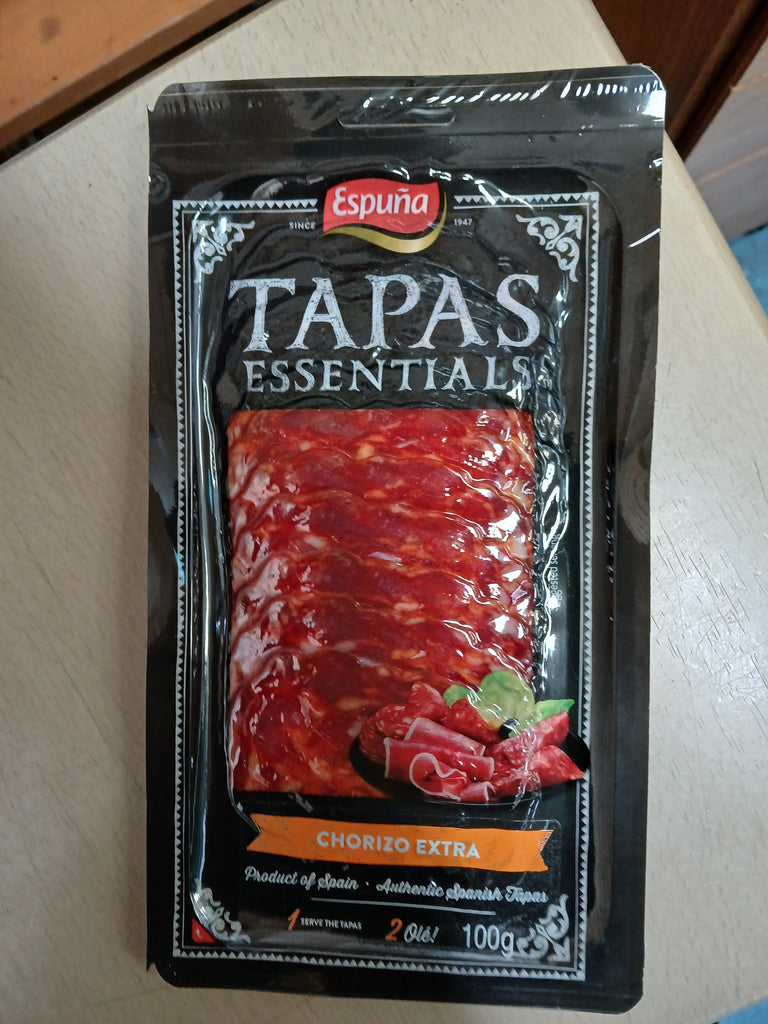 Espuña
SINCE 1947
TAPAS
ESSENTIALS
CHORIZO EXTRA
Product of Spain · Authentic Spanish Tapas
1 SERVE THE TAPAS 2 Olé! 100g